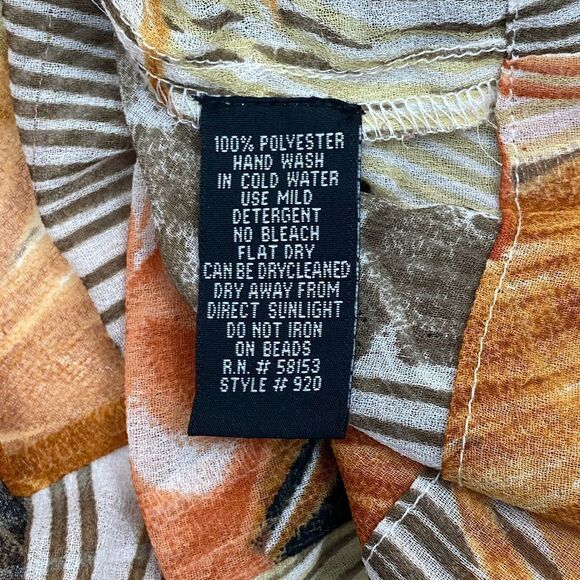 100% POLYESTER
HAND WASH
IN COLD WATER
USE MILD
DETERGENT
NO BLEACH
FLAT DRY
CAN BE DRYCLEANED
DRY AWAY FROM
DIRECT SUNLIGHT
DO NOT IRON
ON BEADS
R.N. # 58153
STYLE # 920